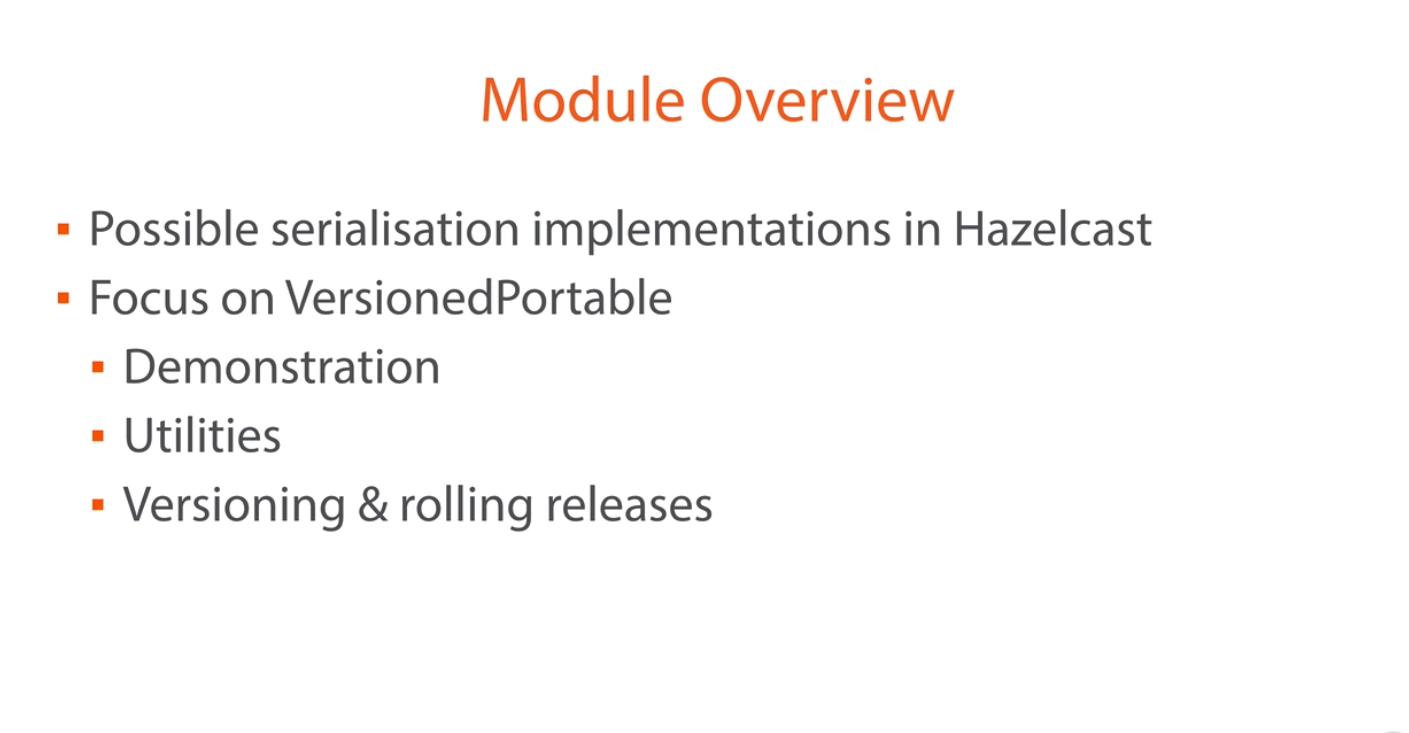 Module Overview
▪ Possible serialisation implementations in Hazelcast
▪ Focus on VersionedPortable
▪ Demonstration
▪ Utilities
▪ Versioning & rolling releases